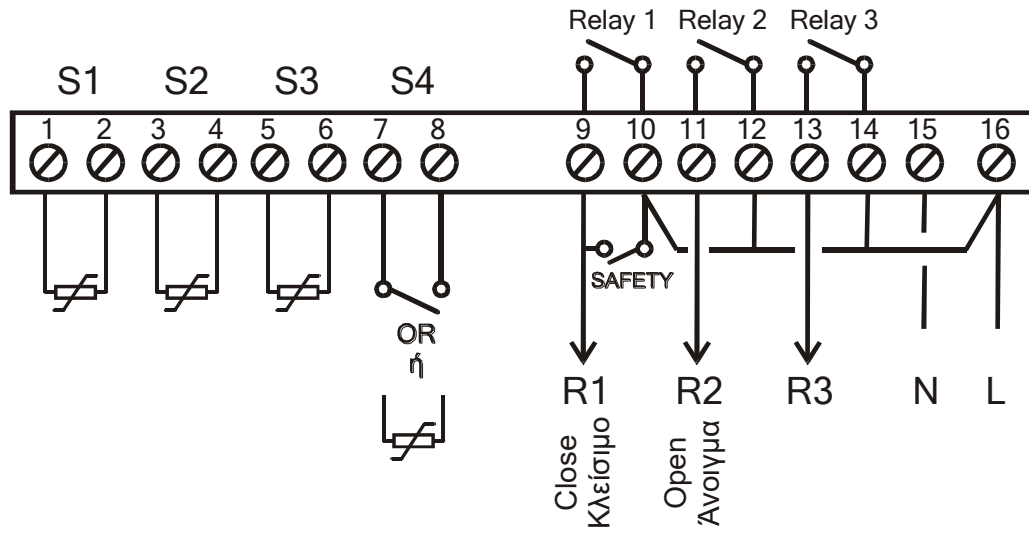 Relay 1 Relay 2 Relay 3
S1 S2 S3 S4
1 2 3 4 5 6 7 8 9 10 11 12 13 14 15 16
SAFETY
OR
ή
R1 R2 R3 N L
Close
Κλείσιμο
Open
Άνοιγμα